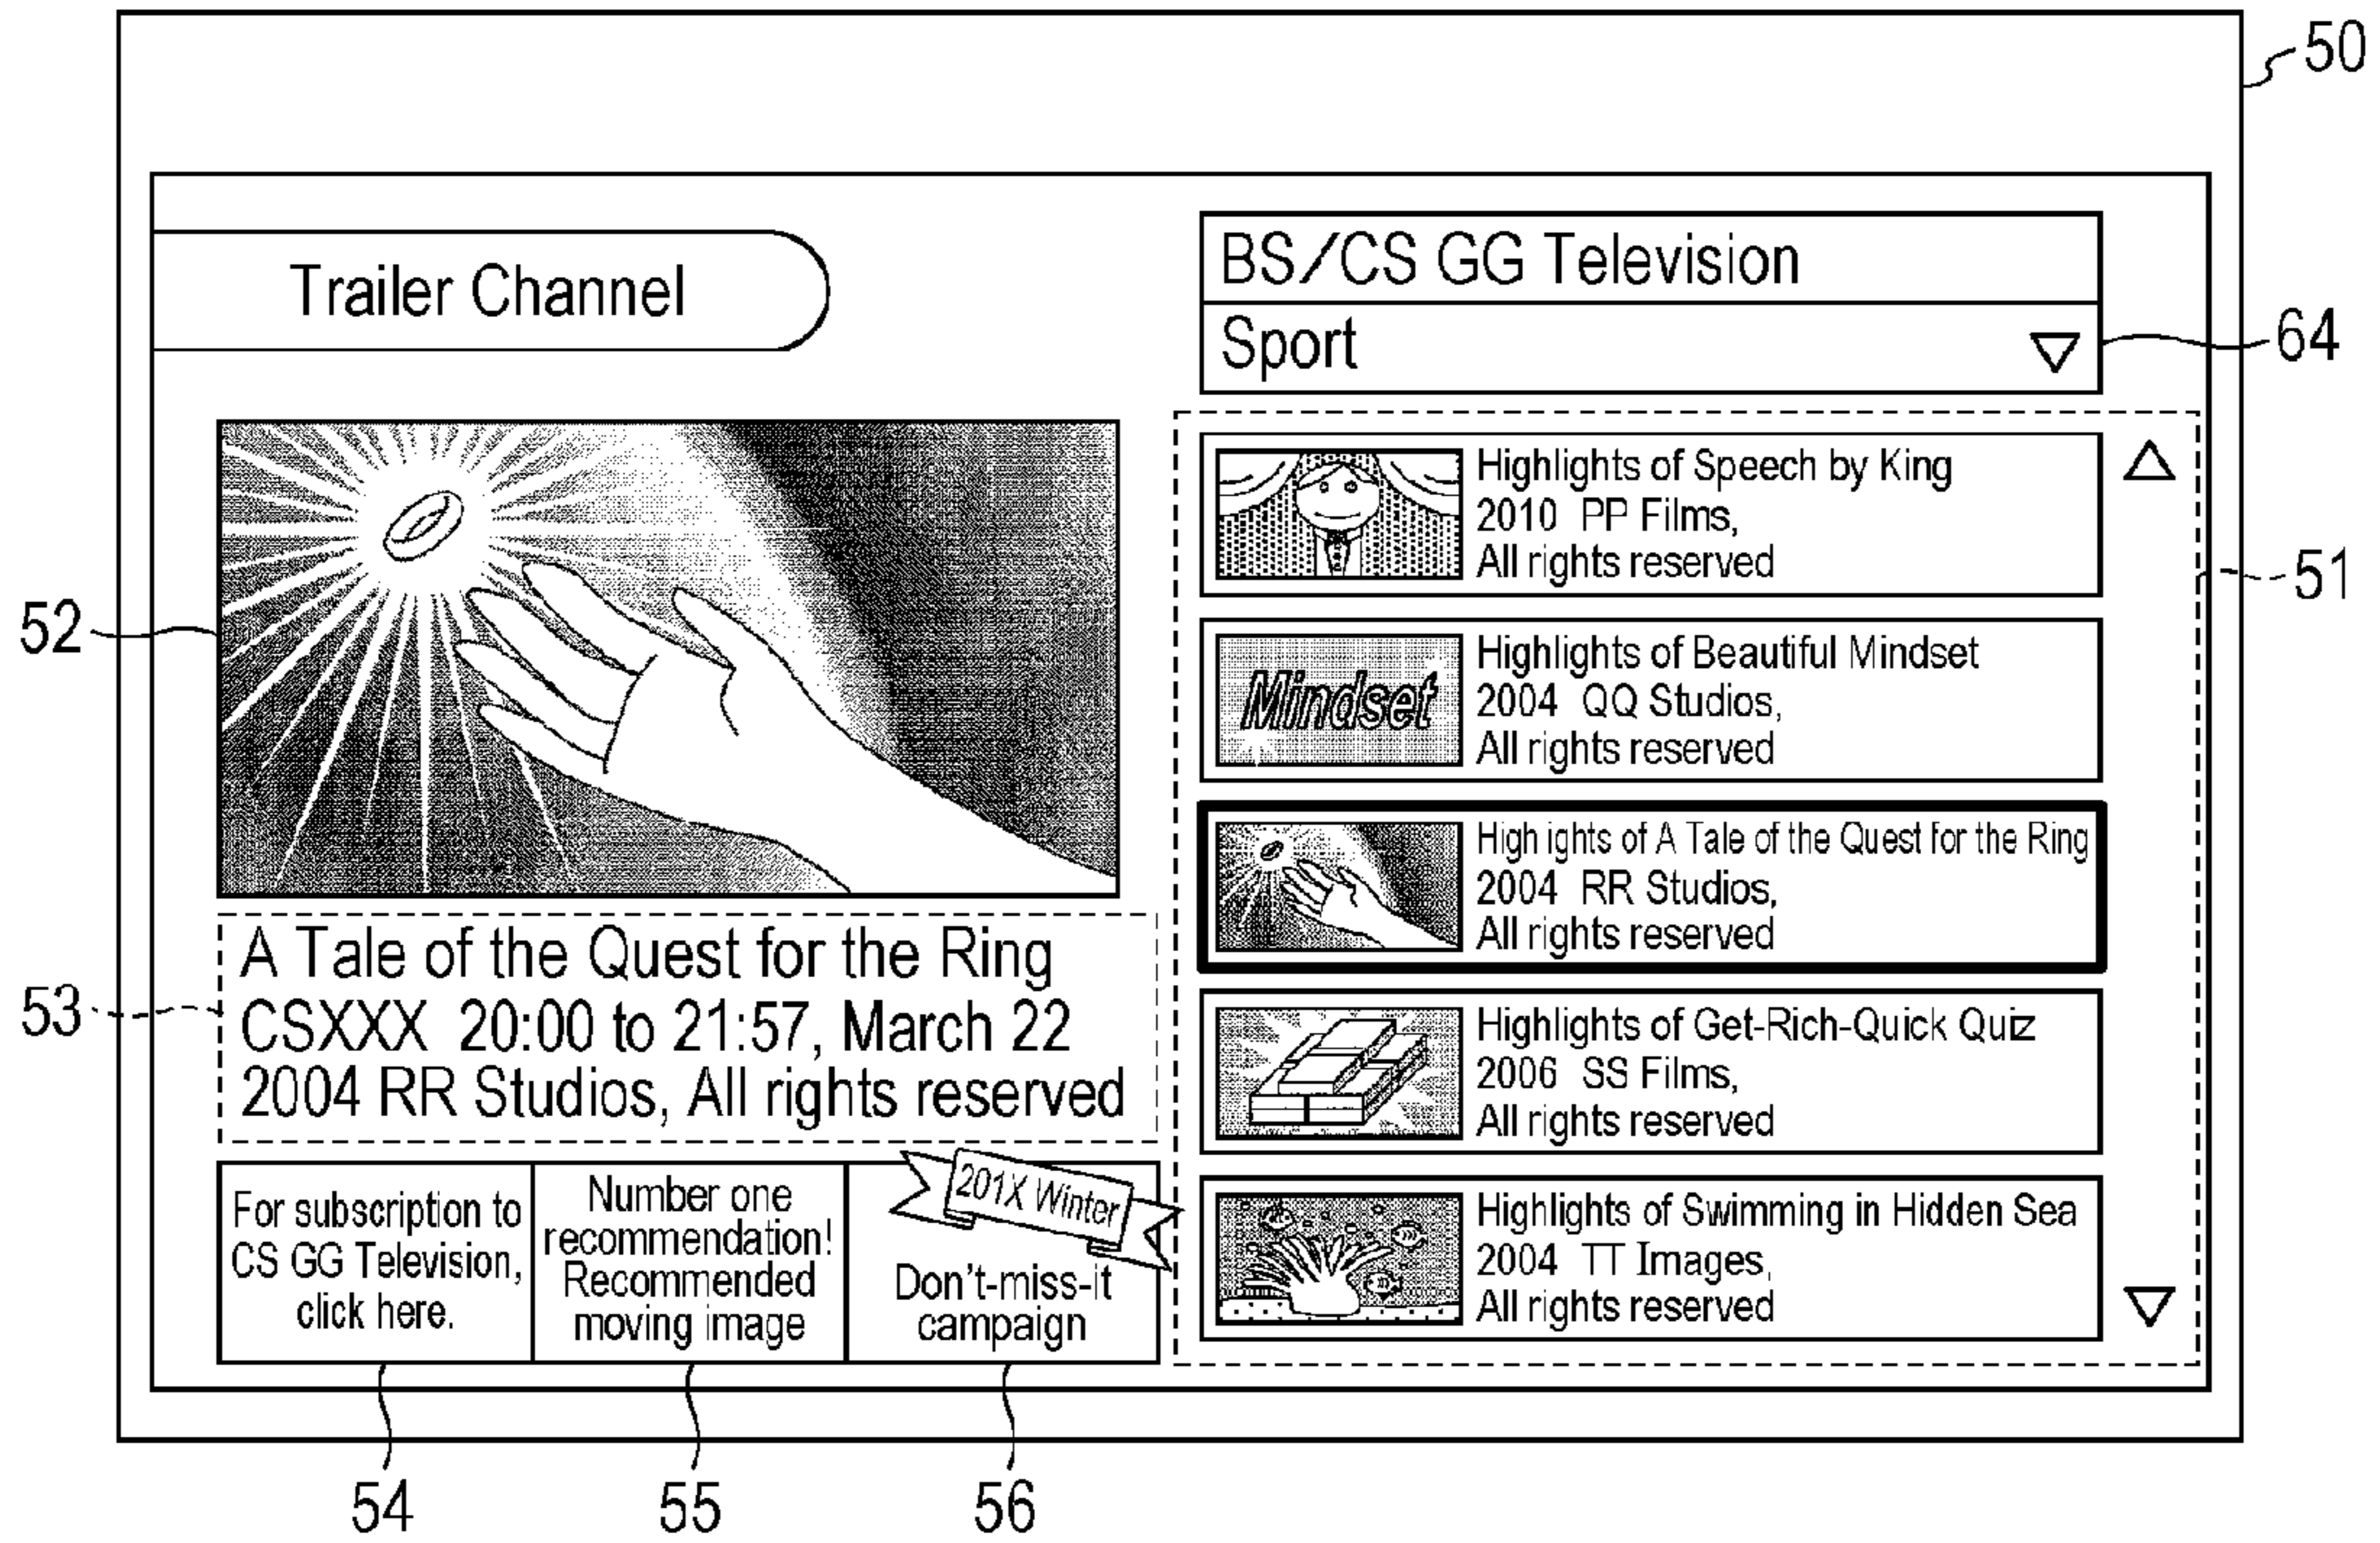 50
Trailer Channel
BS/CS GG Television
Sport
64
51
52
Highlights of Speech by King
2010 PP Films,
All rights reserved
Mindset
Highlights of Beautiful Mindset
2004 QQ Studios,
All rights reserved
High ights of A Tale of the Quest for the Ring
2004 RR Studios,
All rights reserved
Highlights of Get-Rich-Quick Quiz
2006 SS Films,
All rights reserved
Highlights of Swimming in Hidden Sea
2004 TT Images,
All rights reserved
53
A Tale of the Quest for the Ring
CSXXX 20:00 to 21:57, March 22
2004 RR Studios, All rights reserved
For subscription to
CS GG Television,
click here.
Number one
recommendation!
Recommended
moving image
201X Winter
Don't-miss-it
campaign
54
55
56